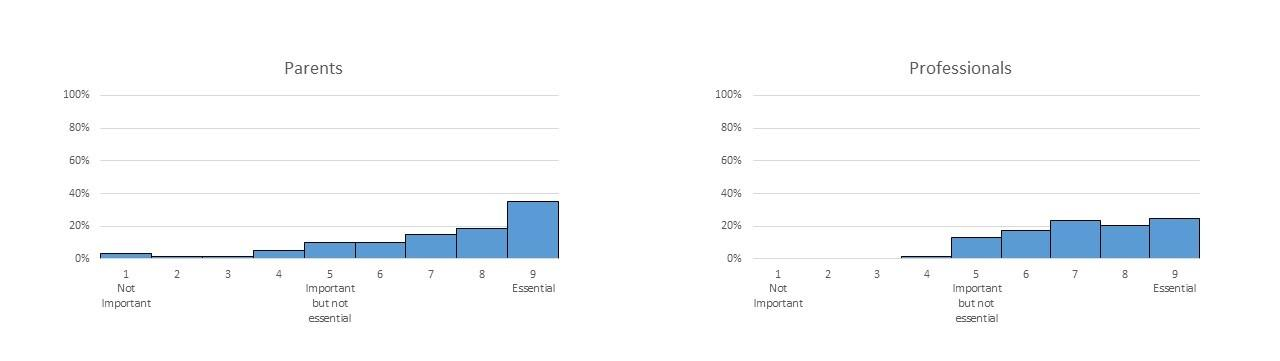 Parents
100%
80%
60%
40%
20%
0%
1 2 3 4 5 6 7 8 9
Not Important but not essential Essential
Important
Professionals
100%
80%
60%
40%
20%
0%
1 2 3 4 5 6 7 8 9
Not Important but not essential Essential
Important